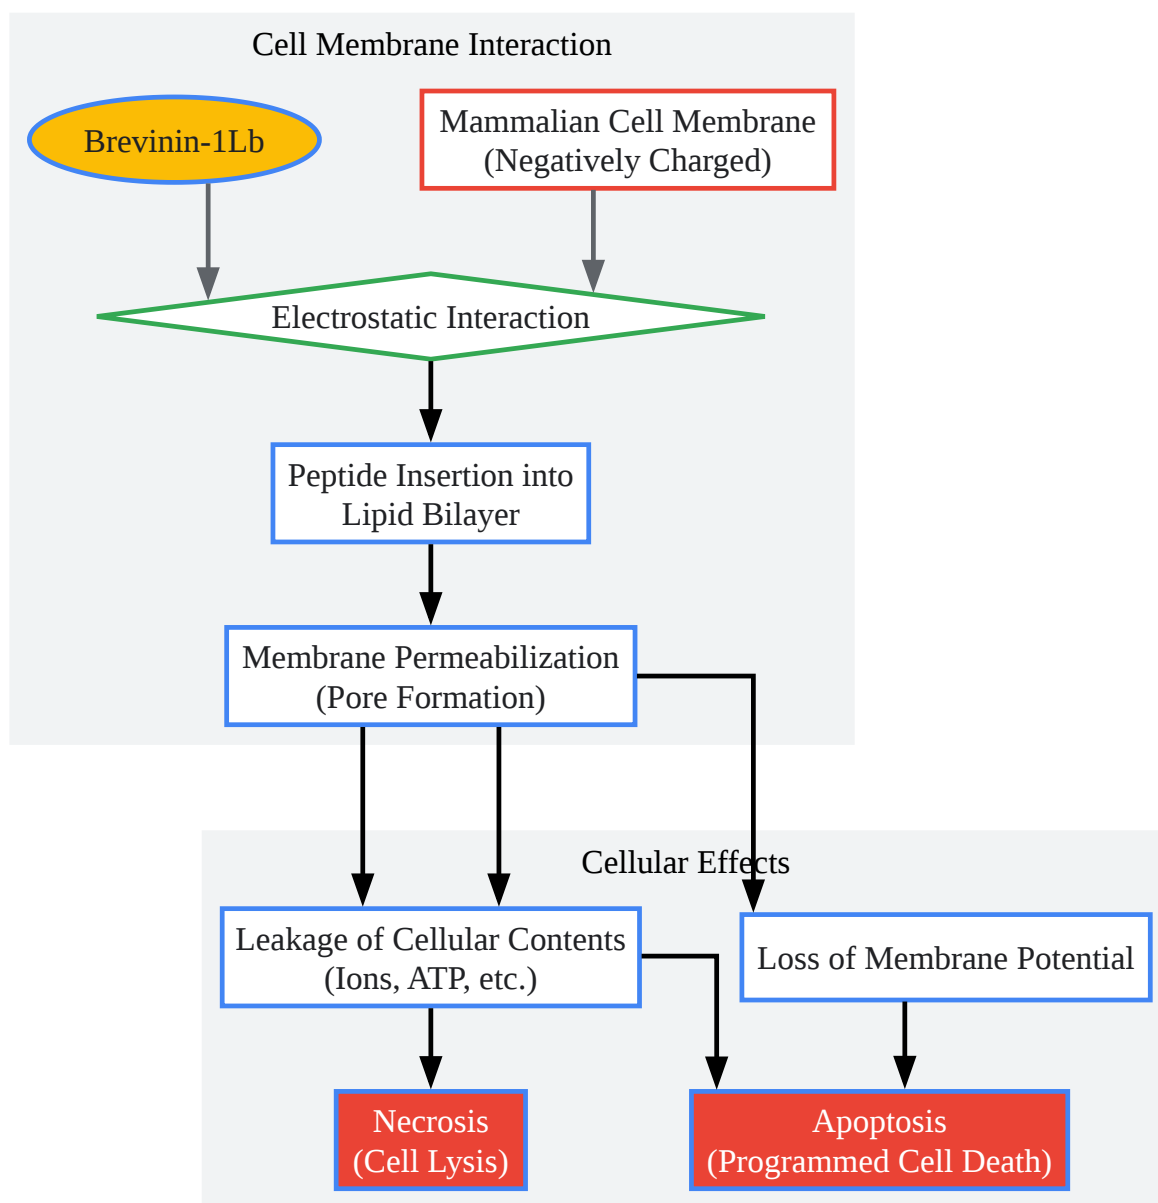 Cell Membrane Interaction
Brevinin-1Lb
Mammalian Cell Membrane
(Negatively Charged)
Electrostatic Interaction
Peptide Insertion into
Lipid Bilayer
Membrane Permeabilization
(Pore Formation)
Cellular Effects
Leakage of Cellular Contents
(Ions, ATP, etc.)
Loss of Membrane Potential
Necrosis
(Cell Lysis)
Apoptosis
(Programmed Cell Death)